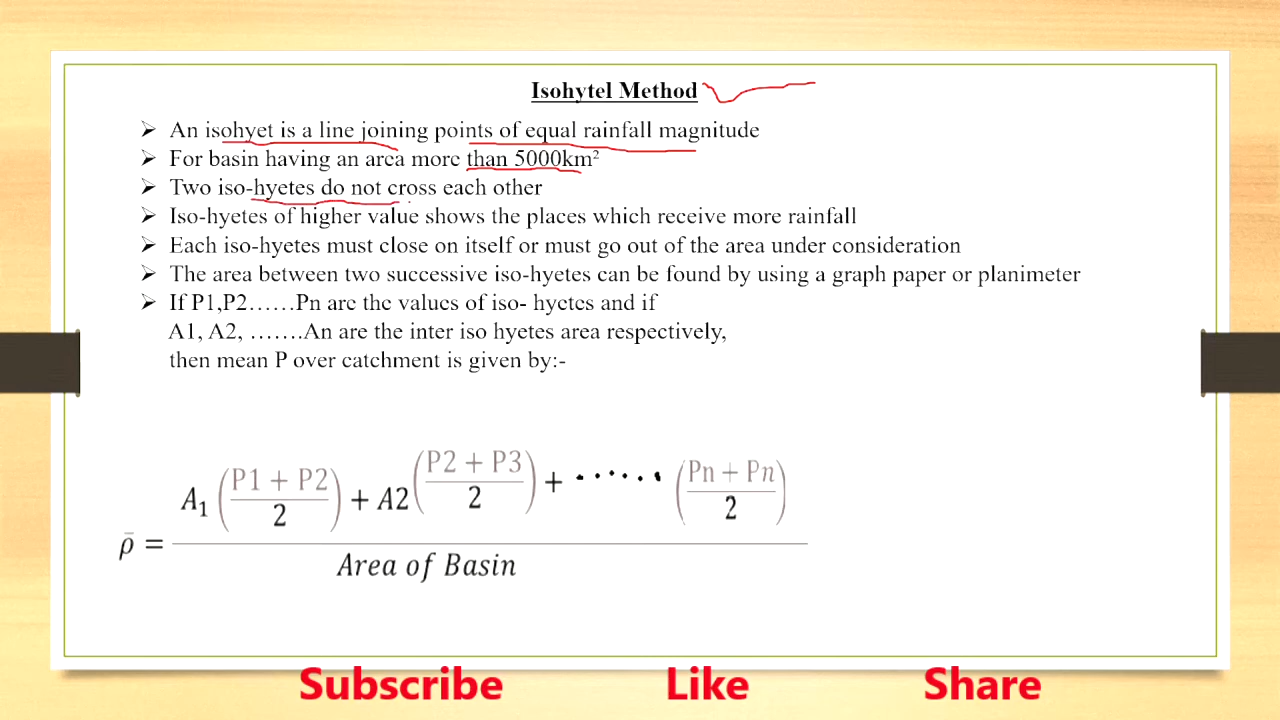 Isohytel Method
➢ An isohyet is a line joining points of equal rainfall magnitude
➢ For basin having an area more than 5000km²
➢ Two iso-hyetes do not cross each other
➢ Iso-hyetes of higher value shows the places which receive more rainfall
➢ Each iso-hyetes must close on itself or must go out of the area under consideration
➢ The area between two successive iso-hyetes can be found by using a graph paper or planimeter
➢ If P1,P2……Pn are the values of iso- hyetes and if
A1, A2, …….An are the inter iso hyetes area respectively,
then mean P over catchment is given by:-
ρ̄ = (A₁ ((P1 + P2)/2) + A2 ((P2 + P3)/2) + ······ ((Pn + Pn)/2)) / Area of Basin
Subscribe Like Share